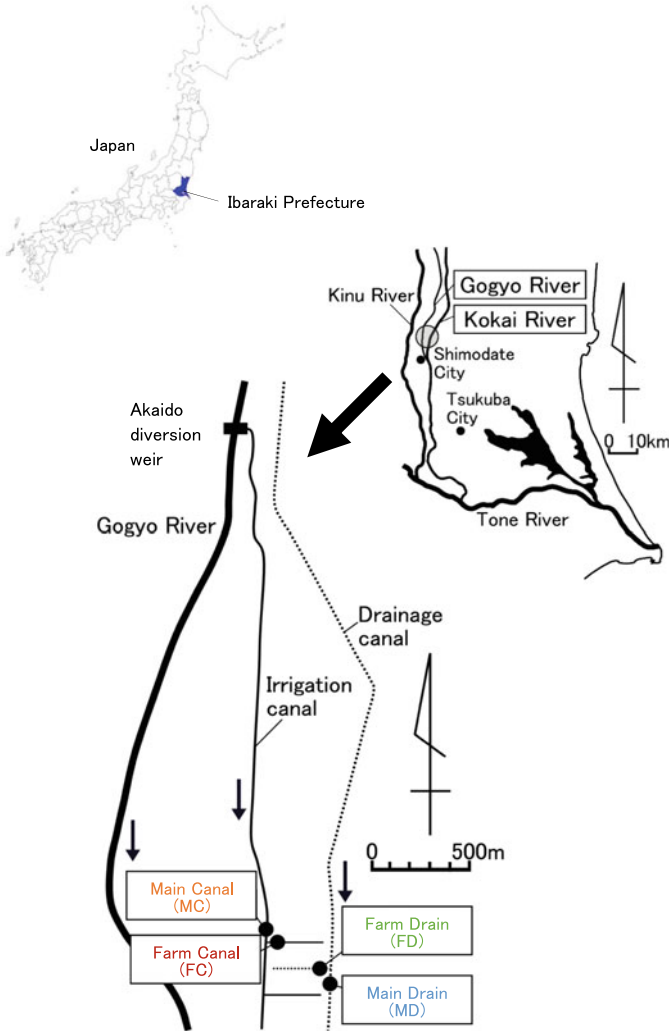 Japan
Ibaraki Prefecture
Kinu River
Gogyo River
Kokai River
Shimodate
City
Tsukuba
City
0 10km
Tone River
Akaido
diversion
weir
Gogyo River
Drainage
canal
Irrigation
canal
0 500m
Main Canal
(MC)
Farm Canal
(FC)
Farm Drain
(FD)
Main Drain
(MD)